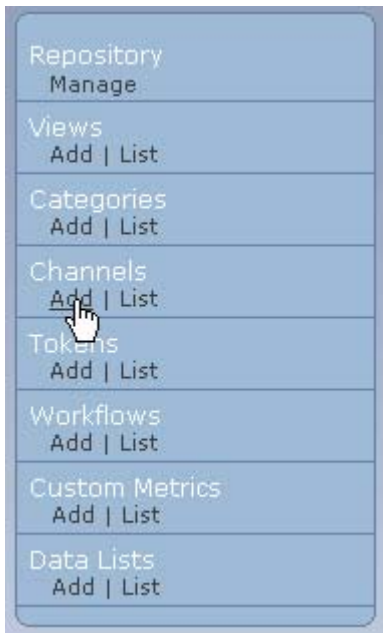 Repository
Manage
Views
Add | List
Categories
Add | List
Channels
Add | List
Tokens
Add | List
Workflows
Add | List
Custom Metrics
Add | List
Data Lists
Add | List